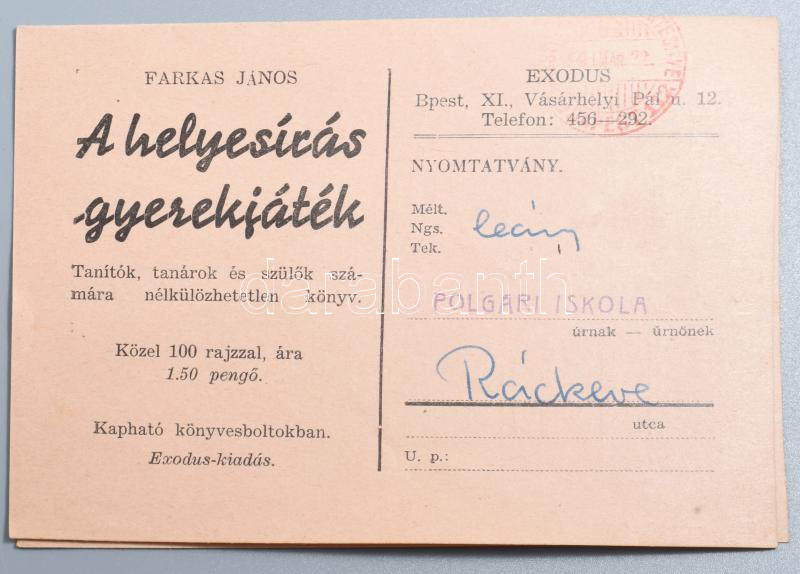 FARKAS JÁNOS
A helyesírás
gyerekjáték
Tanítók, tanárok és szülők szá-
mára nélkülözhetetlen könyv.
Közel 100 rajzzal, ára
1.50 pengő.
Kapható könyvesboltokban.
Exodus-kiadás.
EXODUS
Bpest, XI., Vásárhelyi Pál u. 12.
Telefon: 456—292.
NYOMTATVÁNY.
Mélt.
Ngs. leány
Tek.
POLGÁRI ISKOLA
úrnak — úrnőnek
Ráckeve
utca
U. p.:
darabanth